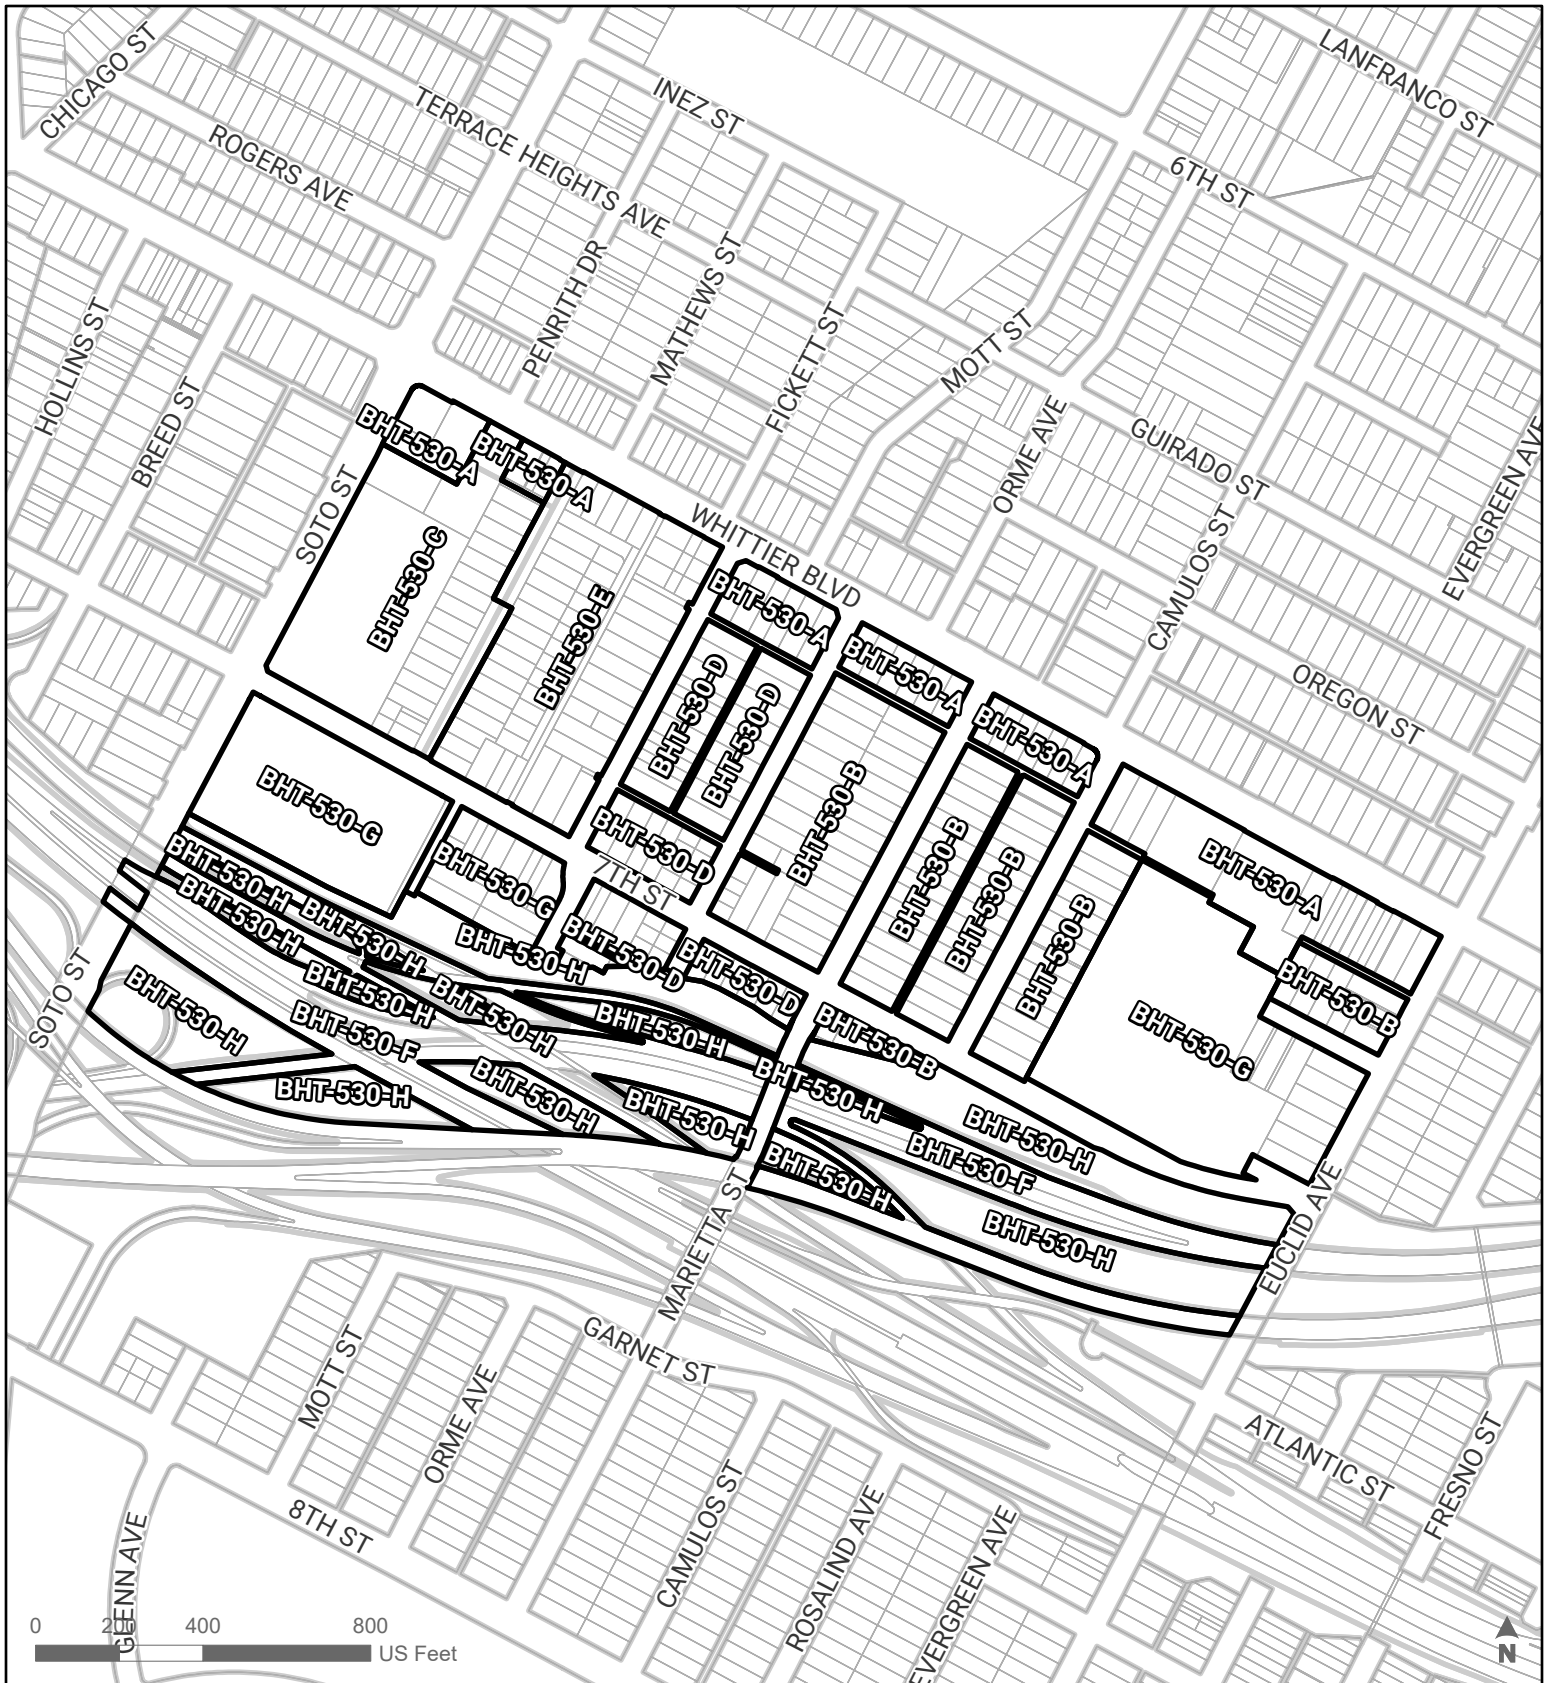 CHICAGO ST
LANFRANCO ST
INEZ ST
TERRACE HEIGHTS AVE
ROGERS AVE
6TH ST
PENRITH DR
MATHEWS ST
HOLLINS ST
FICKETT ST
MOTT ST
BREED ST
ORME AVE
GUIRADO ST
EVERGREEN AVE
BHT-530-A
BHT-530-A
SOTO ST
WHITTIER BLVD
CAMULOS ST
BHT-530-C
BHT-530-E
BHT-530-A
BHT-530-A
OREGON ST
BHT-530-D
BHT-530-D
BHT-530-A
BHT-530-G
BHT-530-B
BHT-530-D
BHT-530-B
BHT-530-B
BHT-530-A
BHT-530-H
BHT-530-G
7TH ST
BHT-530-H
BHT-530-H
BHT-530-H
BHT-530-D
BHT-530-D
BHT-530-B
BHT-530-B
SOTO ST
BHT-530-H
BHT-530-H
BHT-530-H
BHT-530-H
BHT-530-F
BHT-530-B
BHT-530-G
BHT-530-H
BHT-530-H
BHT-530-H
BHT-530-H
BHT-530-H
BHT-530-H
BHT-530-F
MARIETTA ST
BHT-530-H
BHT-530-H
EUCLID AVE
GARNET ST
MOTT ST
ORME AVE
ATLANTIC ST
FRESNO ST
8TH ST
GLENN AVE
CAMULOS ST
ROSALIND AVE
EVERGREEN AVE
0 200 400 800
US Feet
N